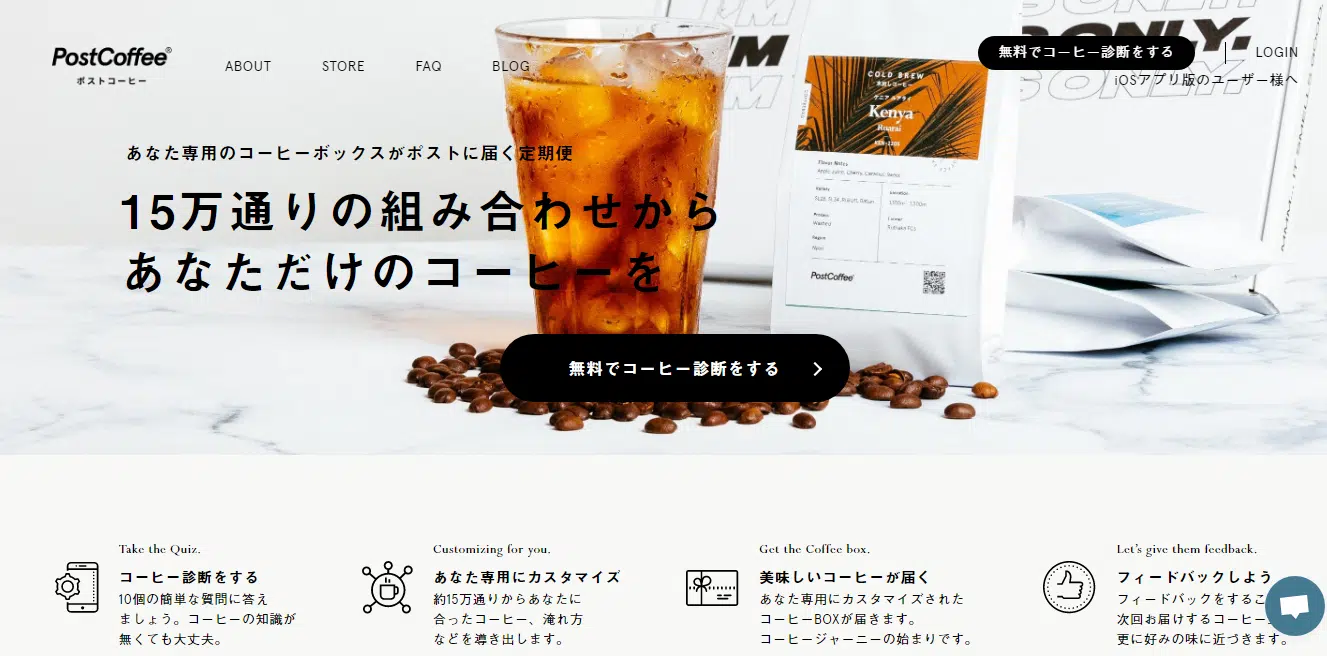 PostCoffee®
ポストコーヒー
ABOUT
STORE
FAQ
BLOG
無料でコーヒー診断をする
LOGIN
iOSアプリ版のユーザー様へ
あなた専用のコーヒーボックスがポストに届く定期便
15万通りの組み合わせから
あなただけのコーヒーを
無料でコーヒー診断をする
COLD BREW
水出しコーヒー
Kenya
Flavor Notes
PostCoffee
ONLY.
Take the Quiz.
コーヒー診断をする
10個の簡単な質問に答え
ましょう。コーヒーの知識が
無くても大丈夫。
Customizing for you.
あなた専用にカスタマイズ
約15万通りからあなたに
合ったコーヒー、淹れ方
などを導き出します。
Get the Coffee box.
美味しいコーヒーが届く
あなた専用にカスタマイズされた
コーヒーBOXが届きます。
コーヒージャーニーの始まりです。
Let's give them feedback.
フィードバックしよう
フィードバックをするこ
次回お届けするコーヒー
更に好みの味に近づきます。